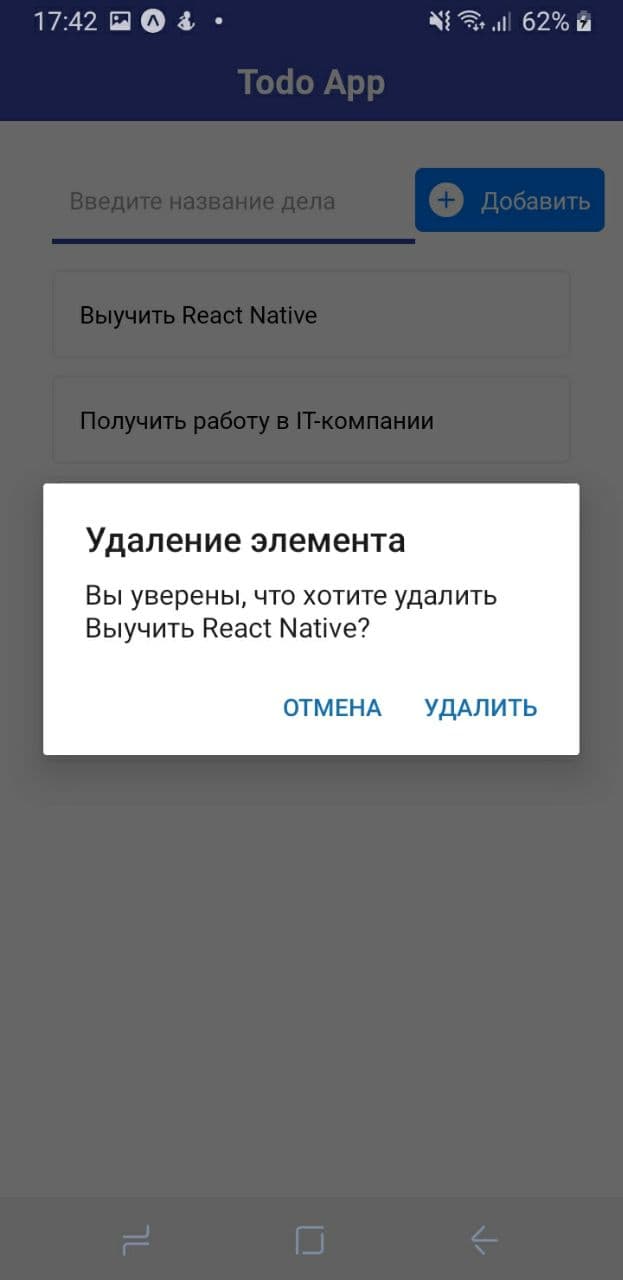 17:42
62%
Todo App
Введите название дела
Добавить
Выучить React Native
Получить работу в IT-компании
Удаление элемента
Вы уверены, что хотите удалить
Выучить React Native?
ОТМЕНА УДАЛИТЬ